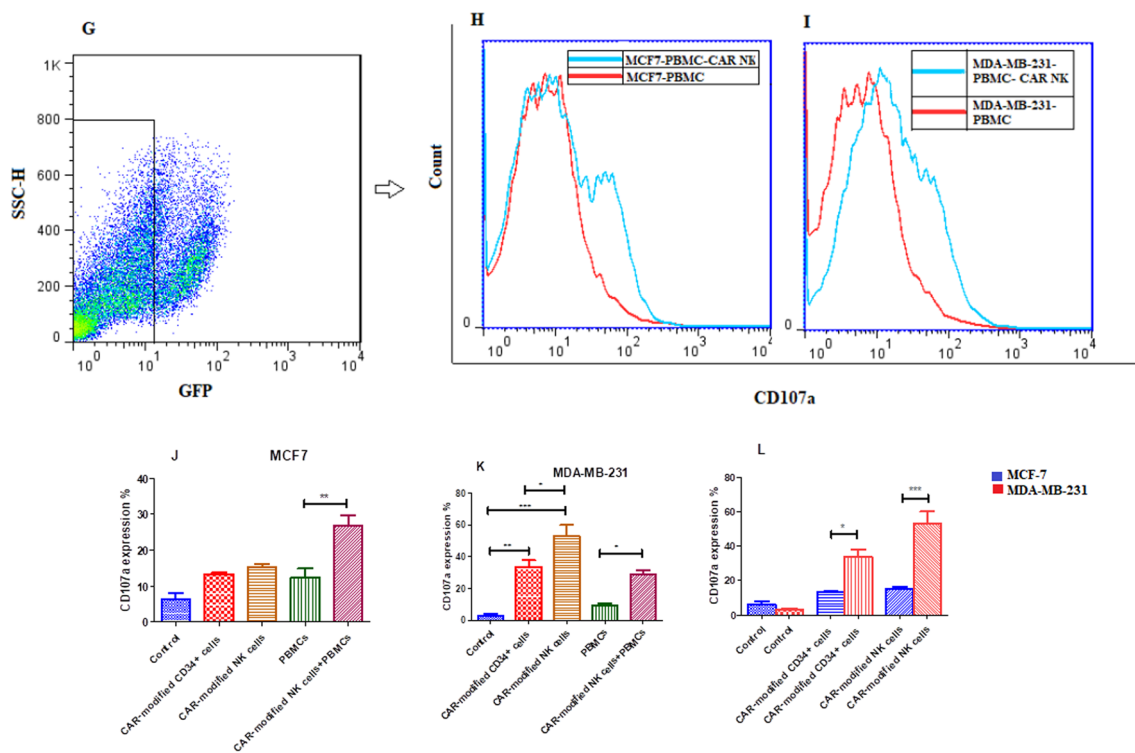 G
1K
800
600
400
200
0
SSC-H
10^0
10^1
10^2
10^3
10^4
GFP
H
MCF7-PBMC-CAR NK
MCF7-PBMC
Count
0
10^0
10^1
10^2
10^3
10^4
I
MDA-MB-231-
PBMC- CAR NK
MDA-MB-231-
PBMC
0
10^0
10^1
10^2
10^3
10^4
CD107a
J
MCF7
CD107a expression %
40
30
20
10
0
**
Control
CAR-modified CD34+ cells
CAR-modified NK cells
PBMCs
CAR-modified NK cells+PBMCs
K
MDA-MB-231
CD107a expression %
80
60
40
20
0
*
***
**
*
Control
CAR-modified CD34+ cells
CAR-modified NK cells
PBMCs
CAR-modified NK cells+PBMCs
L
MCF-7
MDA-MB-231
CD107a expression %
80
60
40
20
0
*
***
Control
Control
CAR-modified CD34+ cells
CAR-modified CD34+ cells
CAR-modified NK cells
CAR-modified NK cells